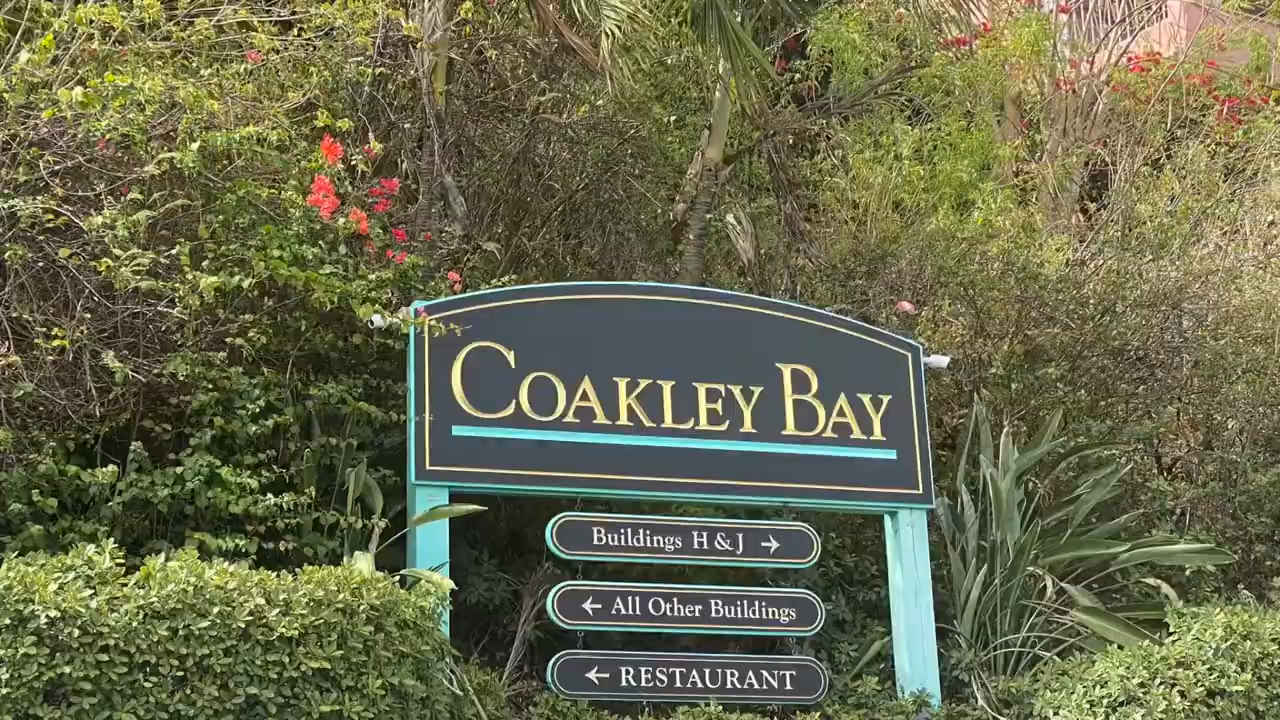 COAKLEY BAY
Buildings H & J →
← All Other Buildings
← RESTAURANT